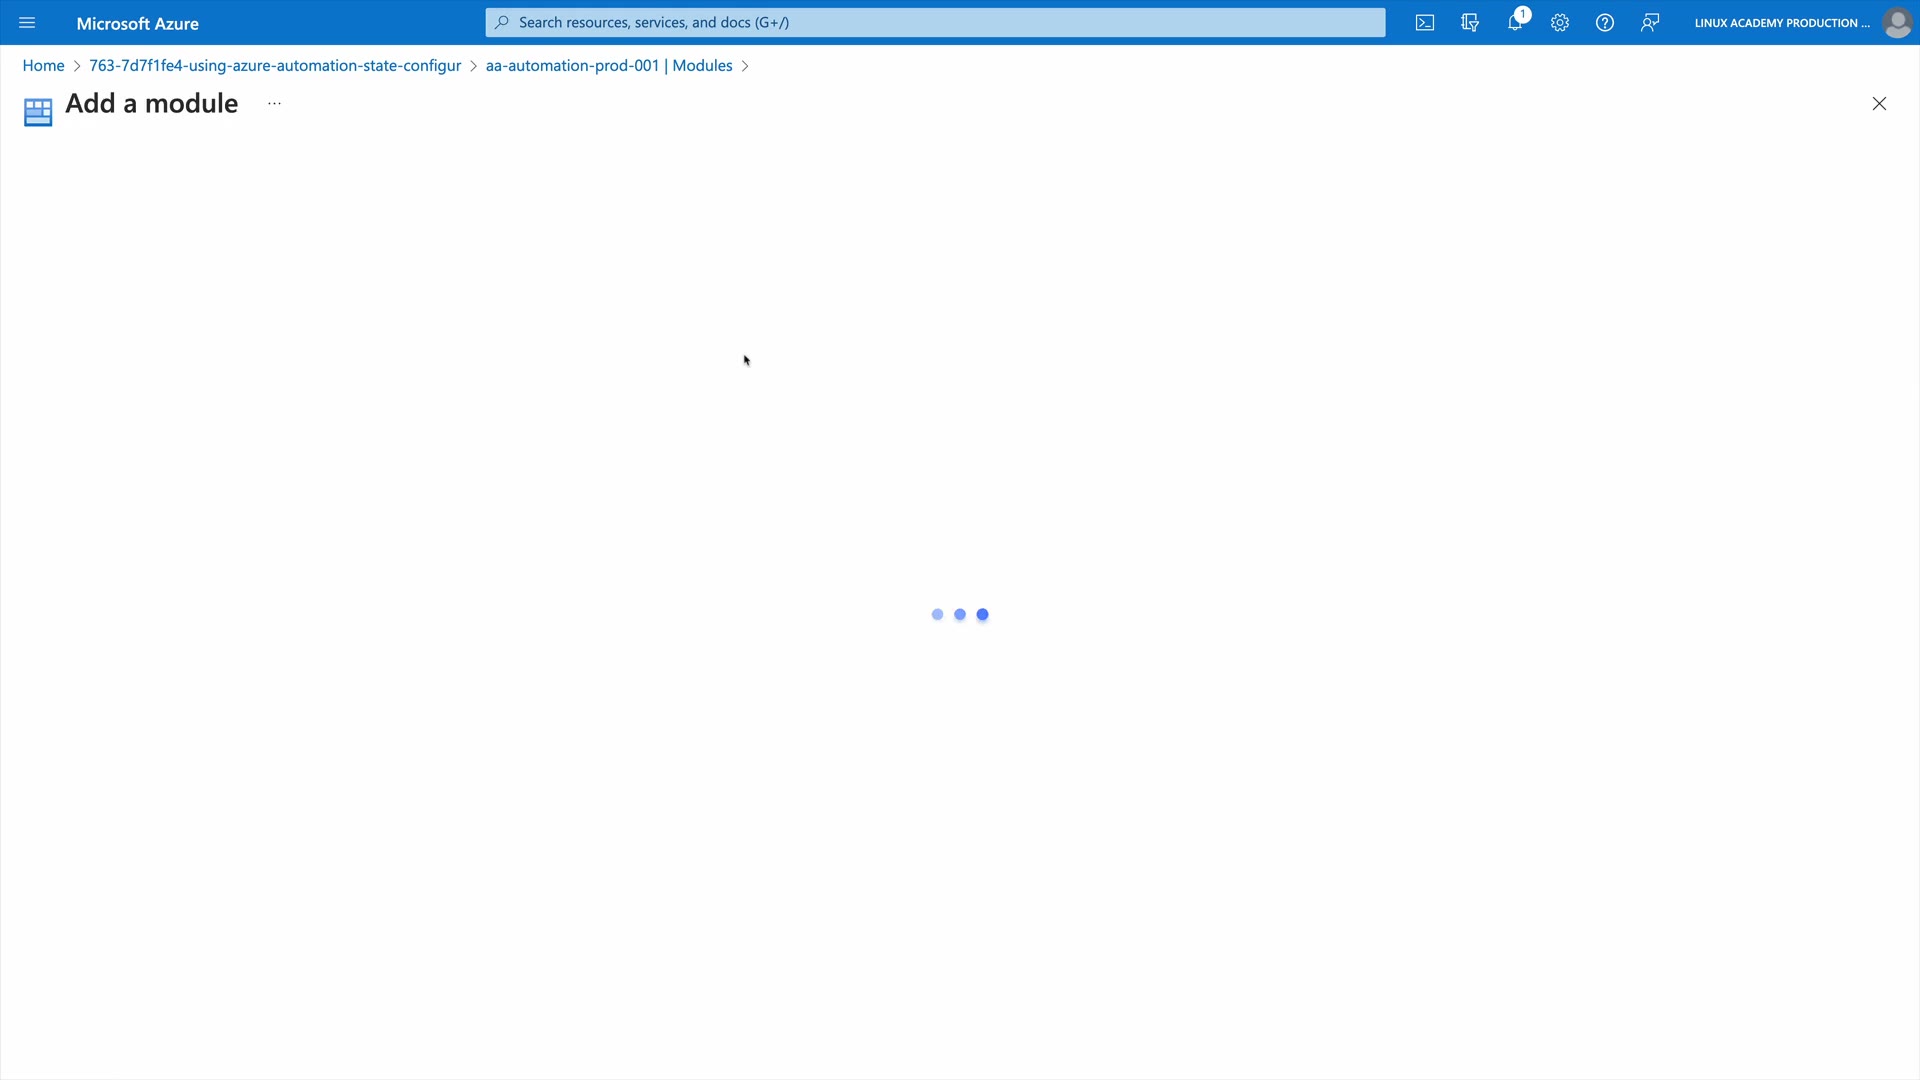 Microsoft Azure
Search resources, services, and docs (G+/)
1
LINUX ACADEMY PRODUCTION ...
Home > 763-7d7f1fe4-using-azure-automation-state-configur > aa-automation-prod-001 | Modules >
Add a module ...